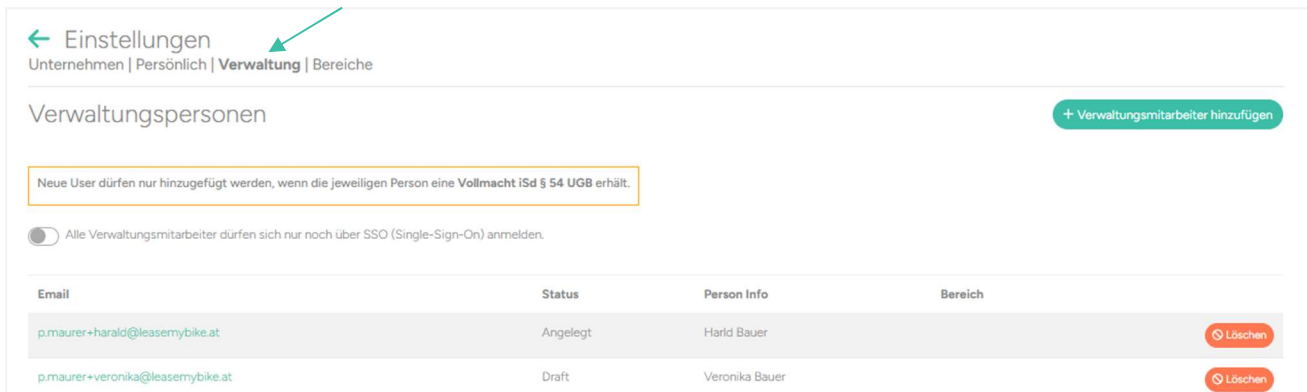 Einstellungen
Unternehmen | Persönlich | Verwaltung | Bereiche
Verwaltungspersonen
+ Verwaltungsmitarbeiter hinzufügen
Neue User dürfen nur hinzugefügt werden, wenn die jeweiligen Person eine Vollmacht iSd § 54 UGB erhält.
Alle Verwaltungsmitarbeiter dürfen sich nur noch über SSO (Single-Sign-On) anmelden.
Email Status Person Info Bereich
p.maurer+harald@leasemybike.at Angelegt Harld Bauer Löschen
p.maurer+veronika@leasemybike.at Draft Veronika Bauer Löschen